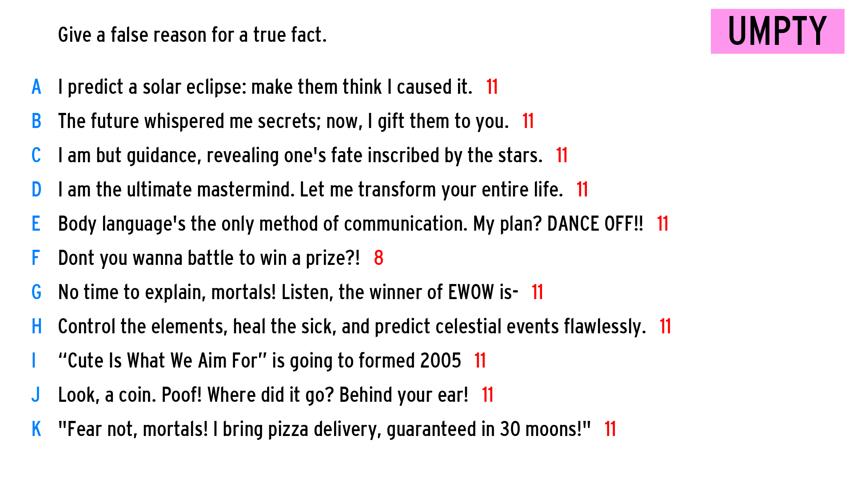 Give a false reason for a true fact.
UMPTY
A I predict a solar eclipse: make them think I caused it. 11
B The future whispered me secrets; now, I gift them to you. 11
C I am but guidance, revealing one's fate inscribed by the stars. 11
D I am the ultimate mastermind. Let me transform your entire life. 11
E Body language's the only method of communication. My plan? DANCE OFF!! 11
F Dont you wanna battle to win a prize?! 8
G No time to explain, mortals! Listen, the winner of EWOW is- 11
H Control the elements, heal the sick, and predict celestial events flawlessly. 11
I “Cute Is What We Aim For” is going to formed 2005 11
J Look, a coin. Poof! Where did it go? Behind your ear! 11
K "Fear not, mortals! I bring pizza delivery, guaranteed in 30 moons!" 11